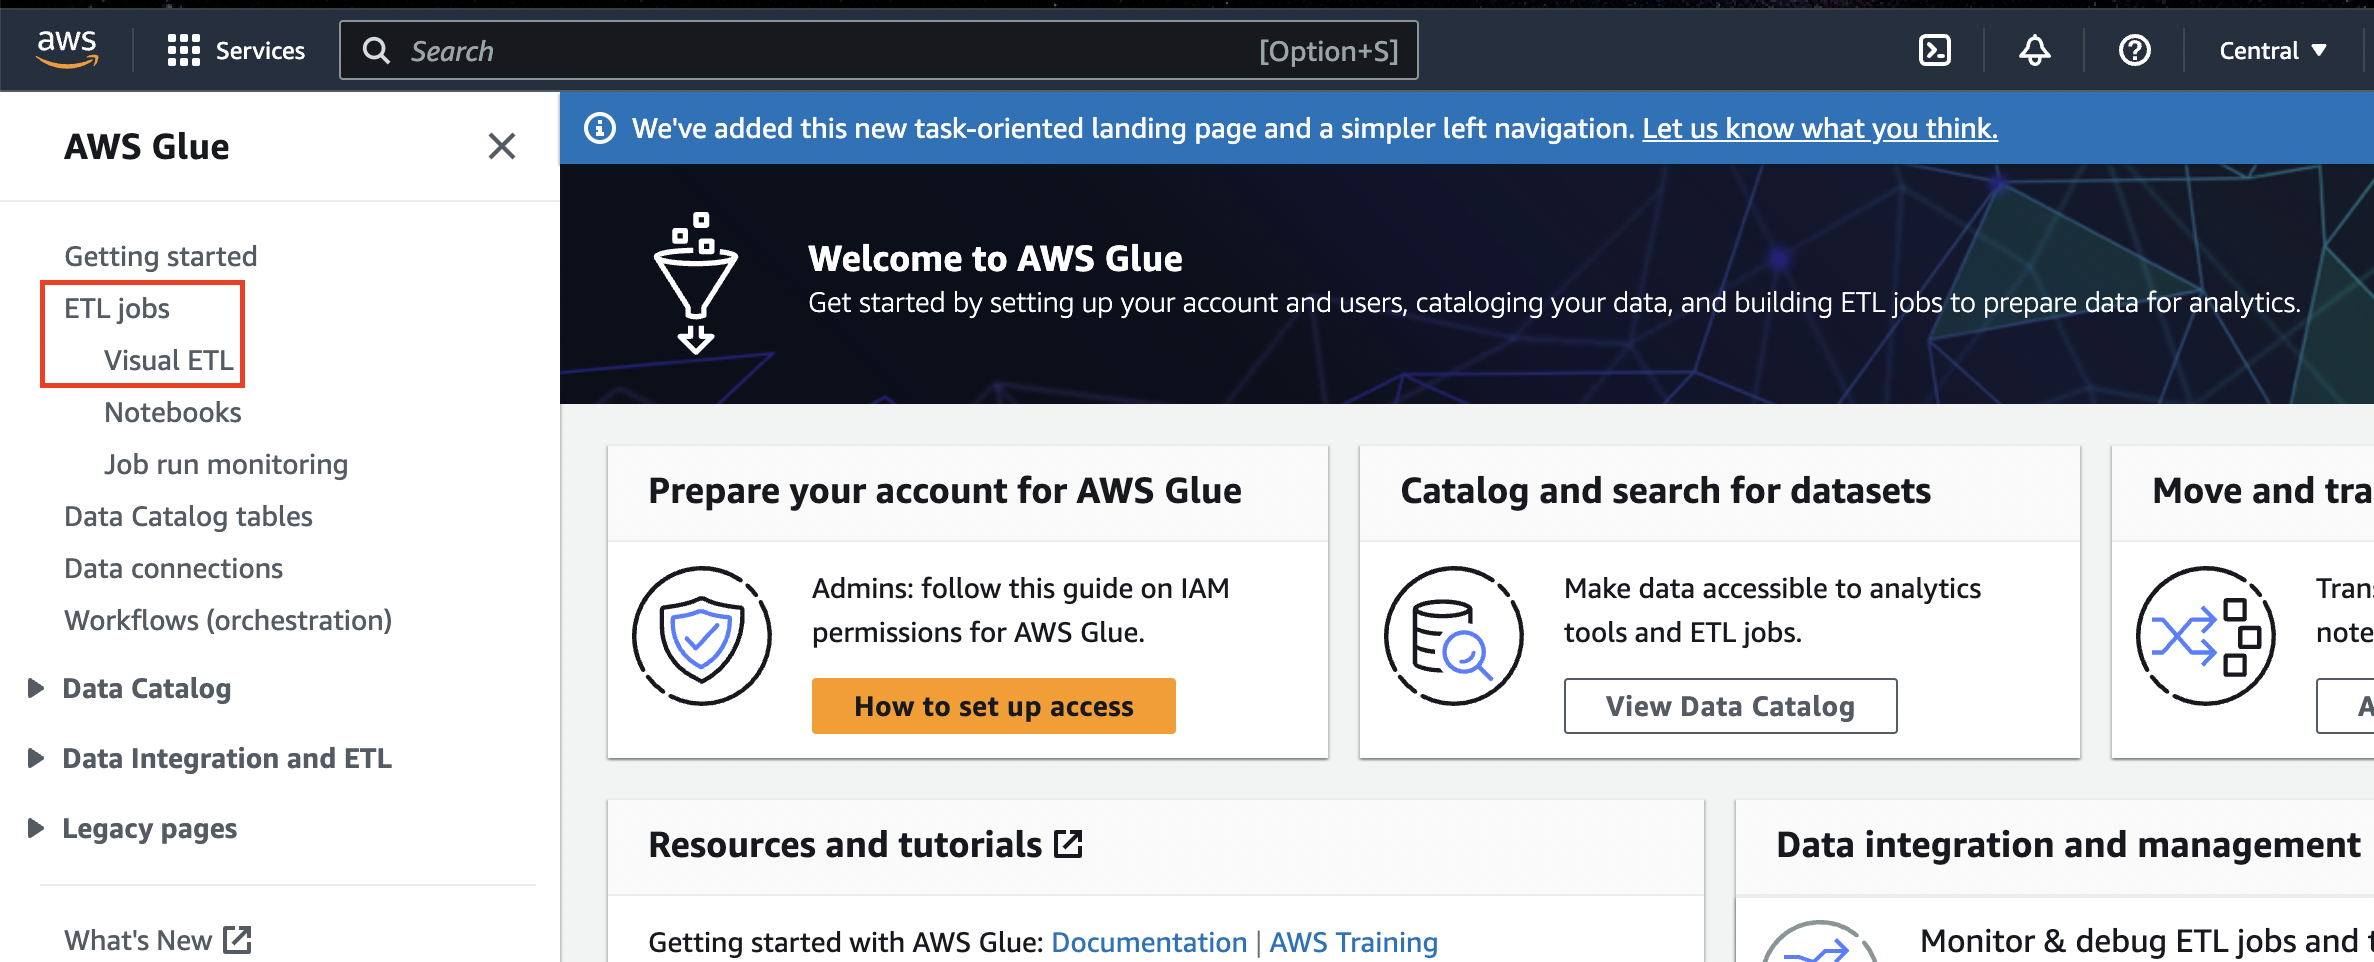 aws
Services
Search
[Option+S]
Central
AWS Glue
Getting started
ETL jobs
Visual ETL
Notebooks
Job run monitoring
Data Catalog tables
Data connections
Workflows (orchestration)
Data Catalog
Data Integration and ETL
Legacy pages
What's New
We've added this new task-oriented landing page and a simpler left navigation. Let us know what you think.
Welcome to AWS Glue
Get started by setting up your account and users, cataloging your data, and building ETL jobs to prepare data for analytics.
Prepare your account for AWS Glue
Admins: follow this guide on IAM
permissions for AWS Glue.
How to set up access
Catalog and search for datasets
Make data accessible to analytics
tools and ETL jobs.
View Data Catalog
Move and tra
Tran
note
A
Resources and tutorials
Getting started with AWS Glue: Documentation | AWS Training
Data integration and management
Monitor & debug ETL jobs and t